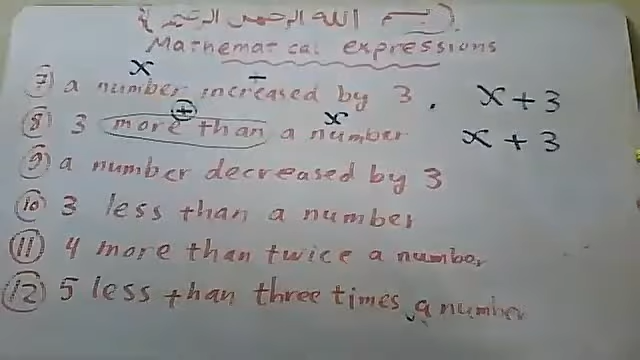 {بسم الله الرحمن الرحيم}
Mathematical expressions
x +
⑦ a number increased by 3. x + 3
+ x
⑧ 3 more than a number x + 3
⑨ a number decreased by 3
⑩ 3 less than a number
⑪ 4 more than twice a number
⑫ 5 less than three times a number